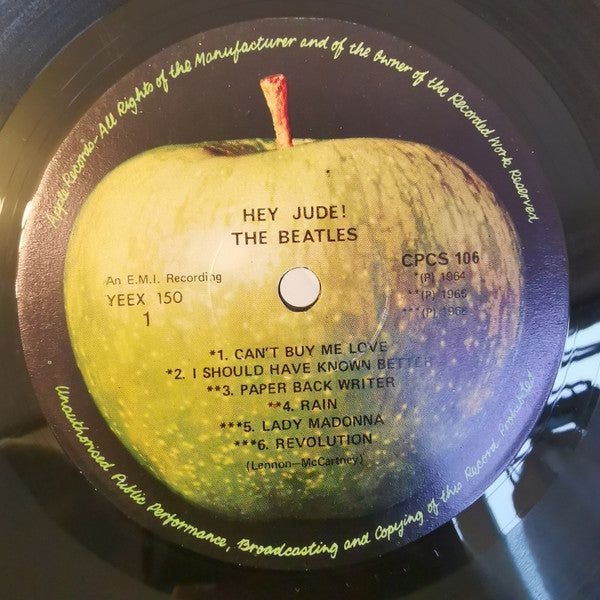 Apple Records-All Rights of the Manufacturer and of the Owner of the Recorded Work Reserved
HEY JUDE!
THE BEATLES
An E.M.I. Recording
YEEX 150
1
CPCS 106
*(P) 1964
**(P) 1966
***(P) 1968
*1. CAN'T BUY ME LOVE
*2. I SHOULD HAVE KNOWN BETTER
**3. PAPER BACK WRITER
**4. RAIN
***5. LADY MADONNA
***6. REVOLUTION
(Lennon—McCartney)
Unauthorised Public Performance, Broadcasting and Copying of this Record Prohibited